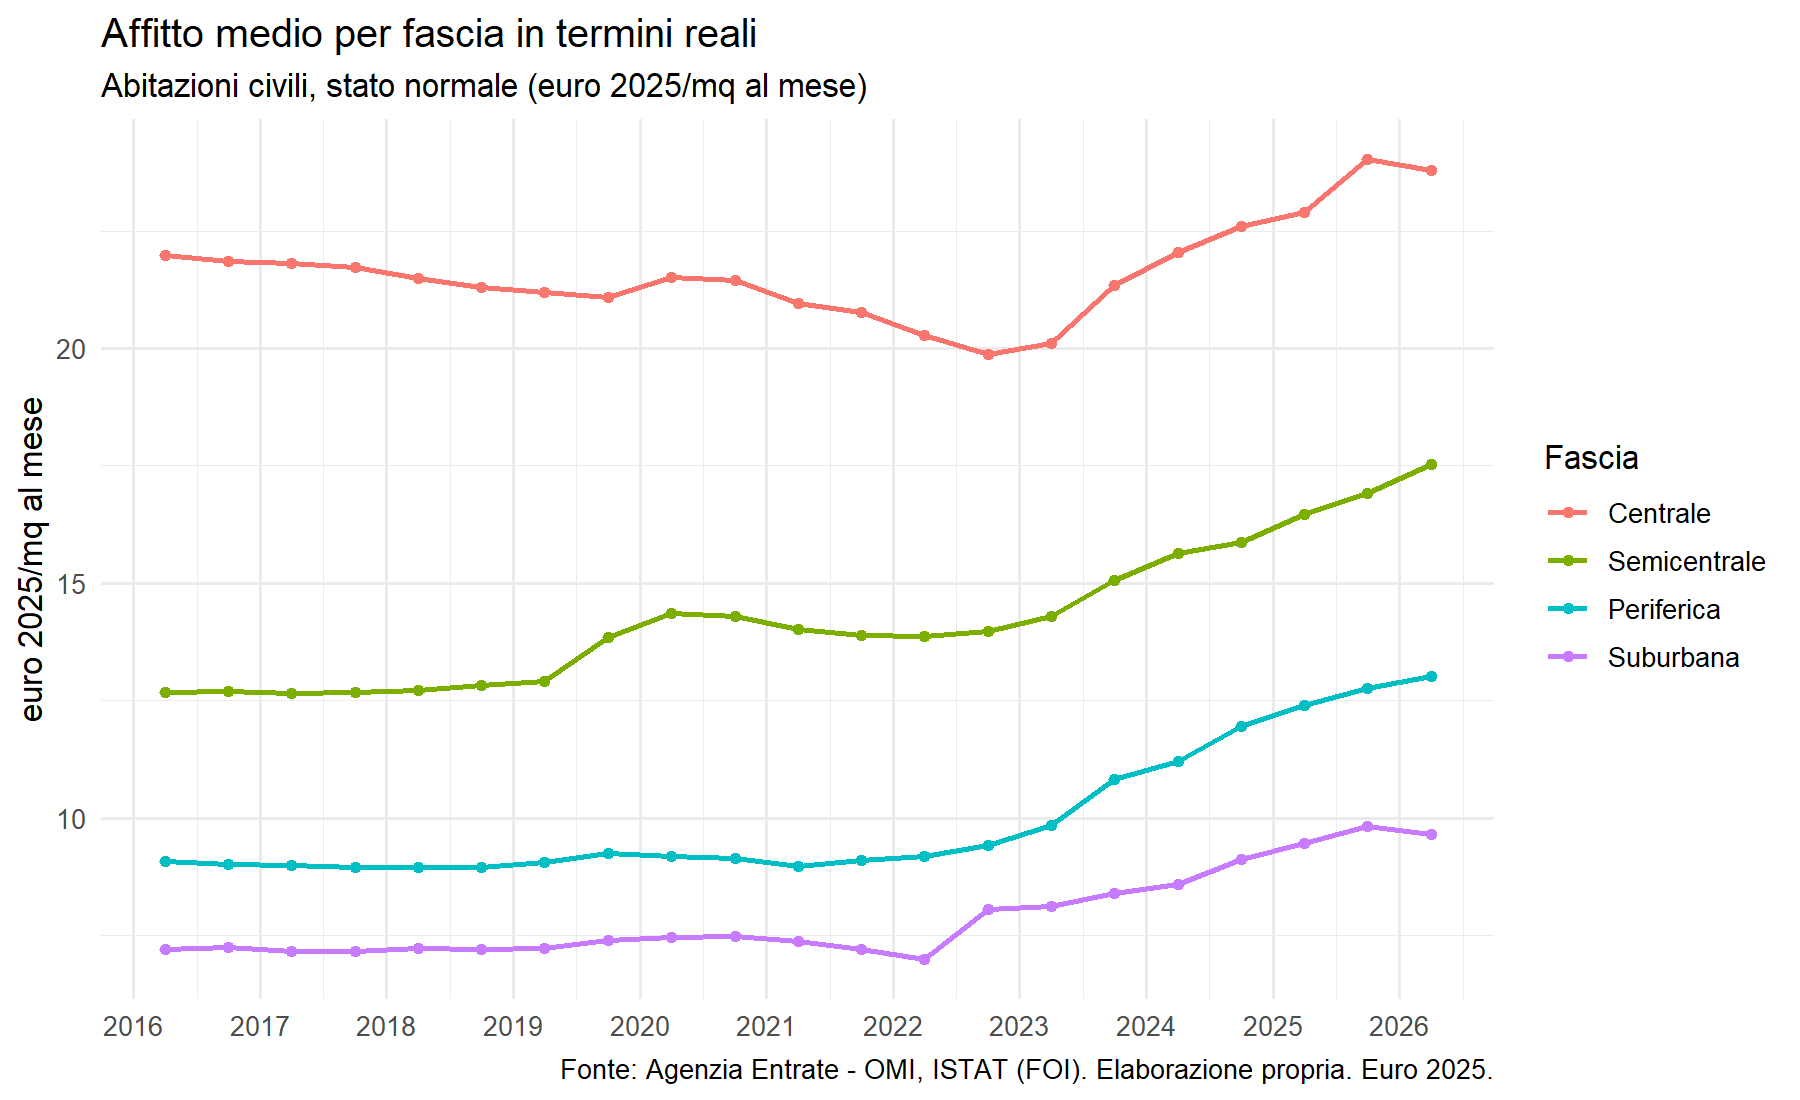 Affitto medio per fascia in termini reali
Abitazioni civili, stato normale (euro 2025/mq al mese)
euro 2025/mq al mese
20
15
10
2016 2017 2018 2019 2020 2021 2022 2023 2024 2025 2026
Fascia
Centrale
Semicentrale
Periferica
Suburbana
Fonte: Agenzia Entrate - OMI, ISTAT (FOI). Elaborazione propria. Euro 2025.